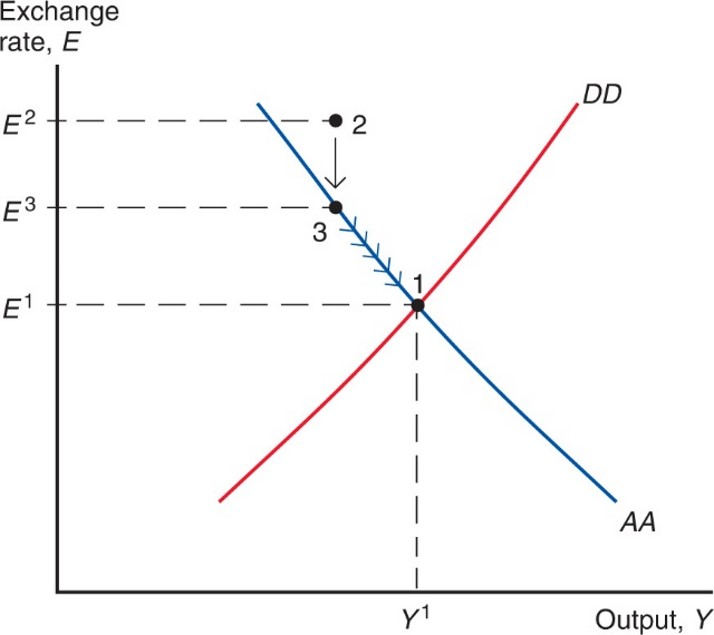 Exchange
rate, E
DD
E²
2
E³
3
1
E¹
AA
Y¹
Output, Y